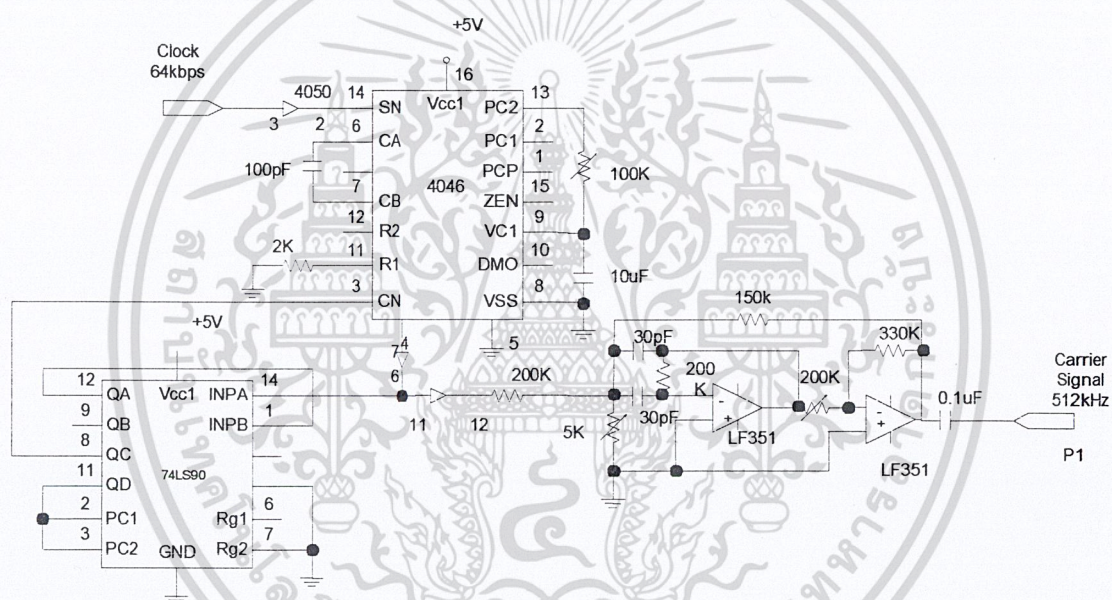 +5V
Clock
64kbps
4050
3
2
14
SN
16
Vcc1
PC2
13
6
CA
PC1
2
100pF
PCP
1
100K
7
CB
4046
ZEN
15
12
R2
VC1
9
2K
11
R1
DMO
10
10uF
3
CN
VSS
8
+5V
4
5
7
6
150k
330K
30pF
200
K
200K
200K
30pF
5K
11
12
LF351
LF351
0.1uF
Carrier
Signal
512kHz
P1
12
QA
Vcc1
INPA
14
9
QB
INPB
1
8
QC
11
QD
74LS90
2
PC1
Rg1
6
3
PC2
GND
Rg2
7